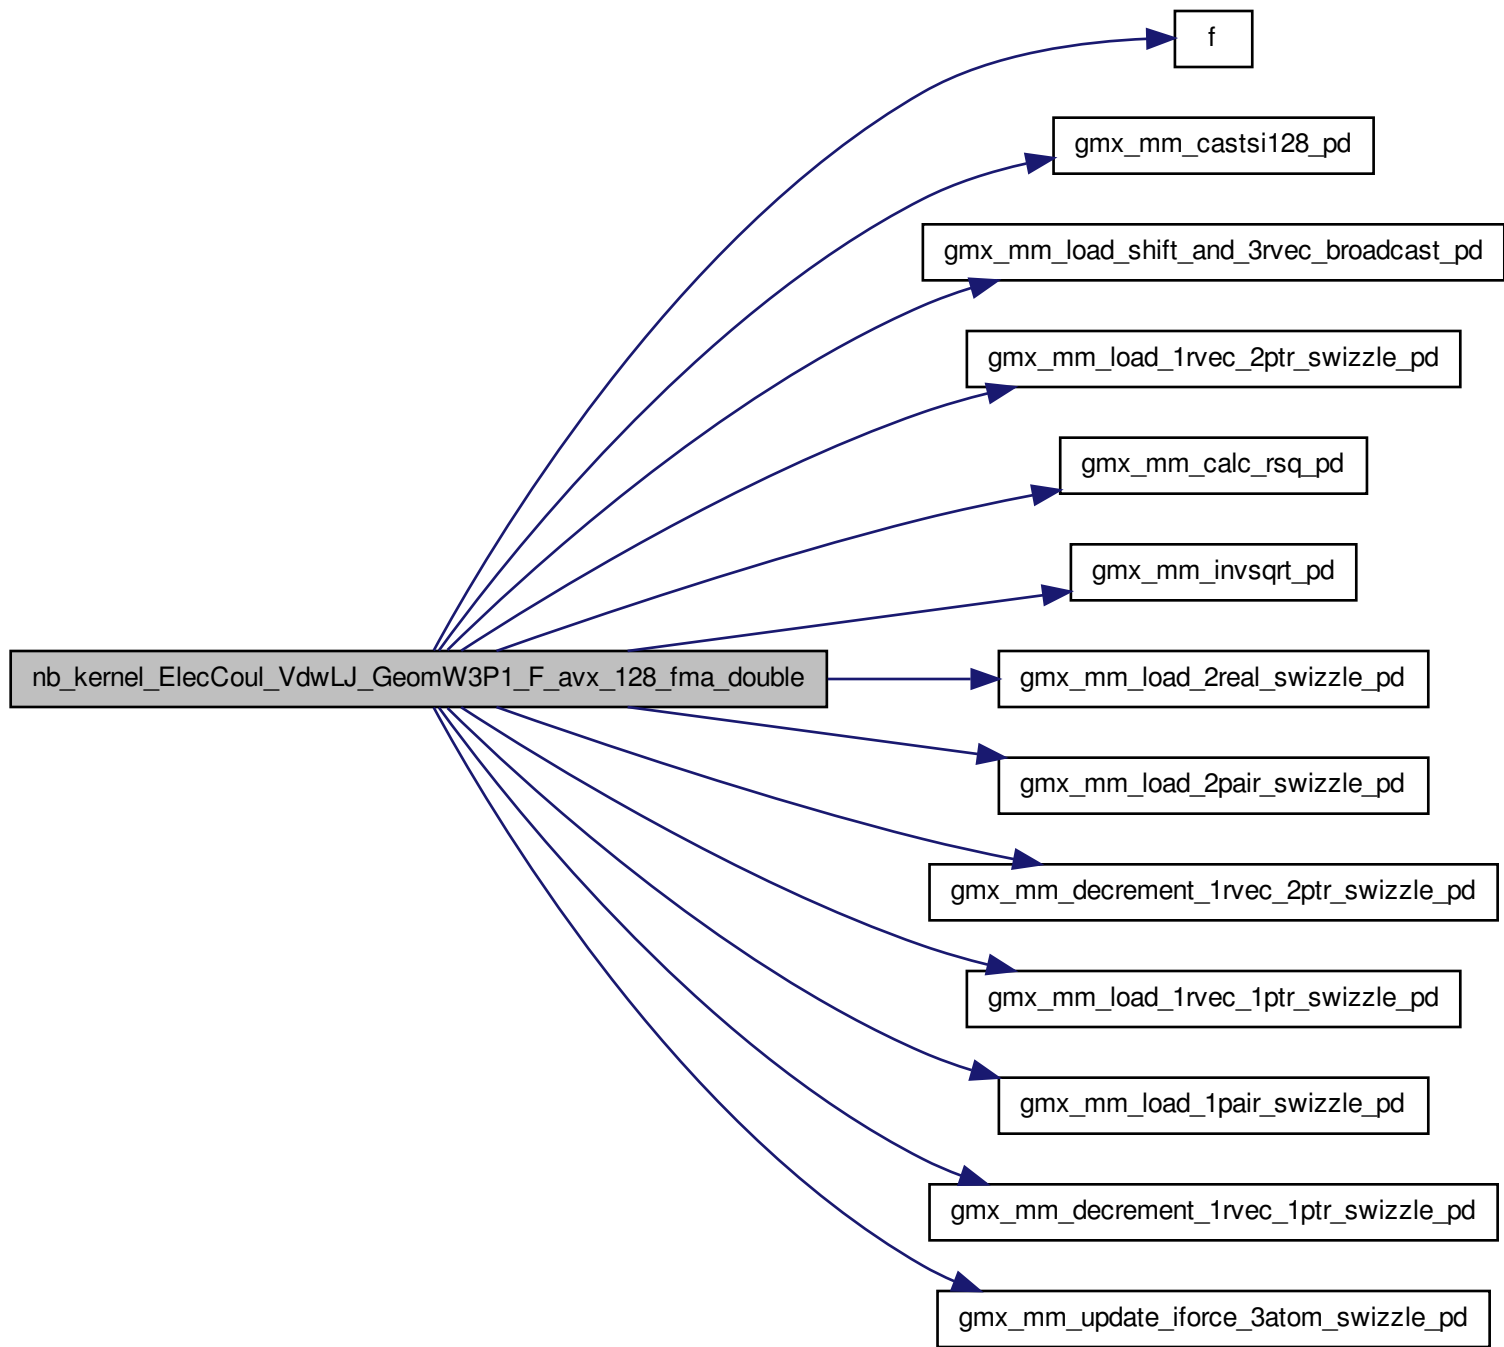 f
gmx_mm_castsi128_pd
gmx_mm_load_shift_and_3rvec_broadcast_pd
gmx_mm_load_1rvec_2ptr_swizzle_pd
gmx_mm_calc_rsq_pd
gmx_mm_invsqrt_pd
nb_kernel_ElecCoul_VdwLJ_GeomW3P1_F_avx_128_fma_double
gmx_mm_load_2real_swizzle_pd
gmx_mm_load_2pair_swizzle_pd
gmx_mm_decrement_1rvec_2ptr_swizzle_pd
gmx_mm_load_1rvec_1ptr_swizzle_pd
gmx_mm_load_1pair_swizzle_pd
gmx_mm_decrement_1rvec_1ptr_swizzle_pd
gmx_mm_update_iforce_3atom_swizzle_pd